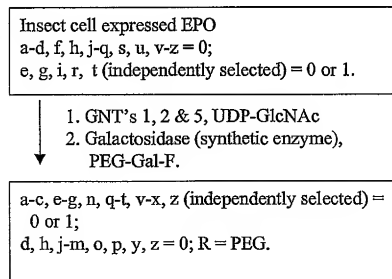 Insect cell expressed EPO
a-d, f, h, j-q, s, u, v-z = 0;
e, g, i, r, t (independently selected) = 0 or 1.
1. GNT's 1, 2 & 5, UDP-GlcNAc
2. Galactosidase (synthetic enzyme),
PEG-Gal-F.
a-c, e-g, n, q-t, v-x, z (independently selected) =
0 or 1;
d, h, j-m, o, p, y, z = 0; R = PEG.